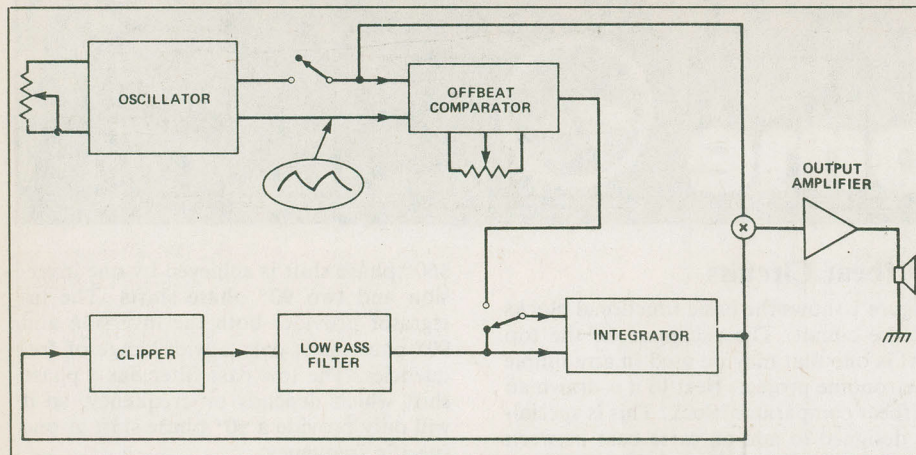 OSCILLATOR
OFFBEAT
COMPARATOR
OUTPUT
AMPLIFIER
×
CLIPPER
LOW PASS
FILTER
INTEGRATOR